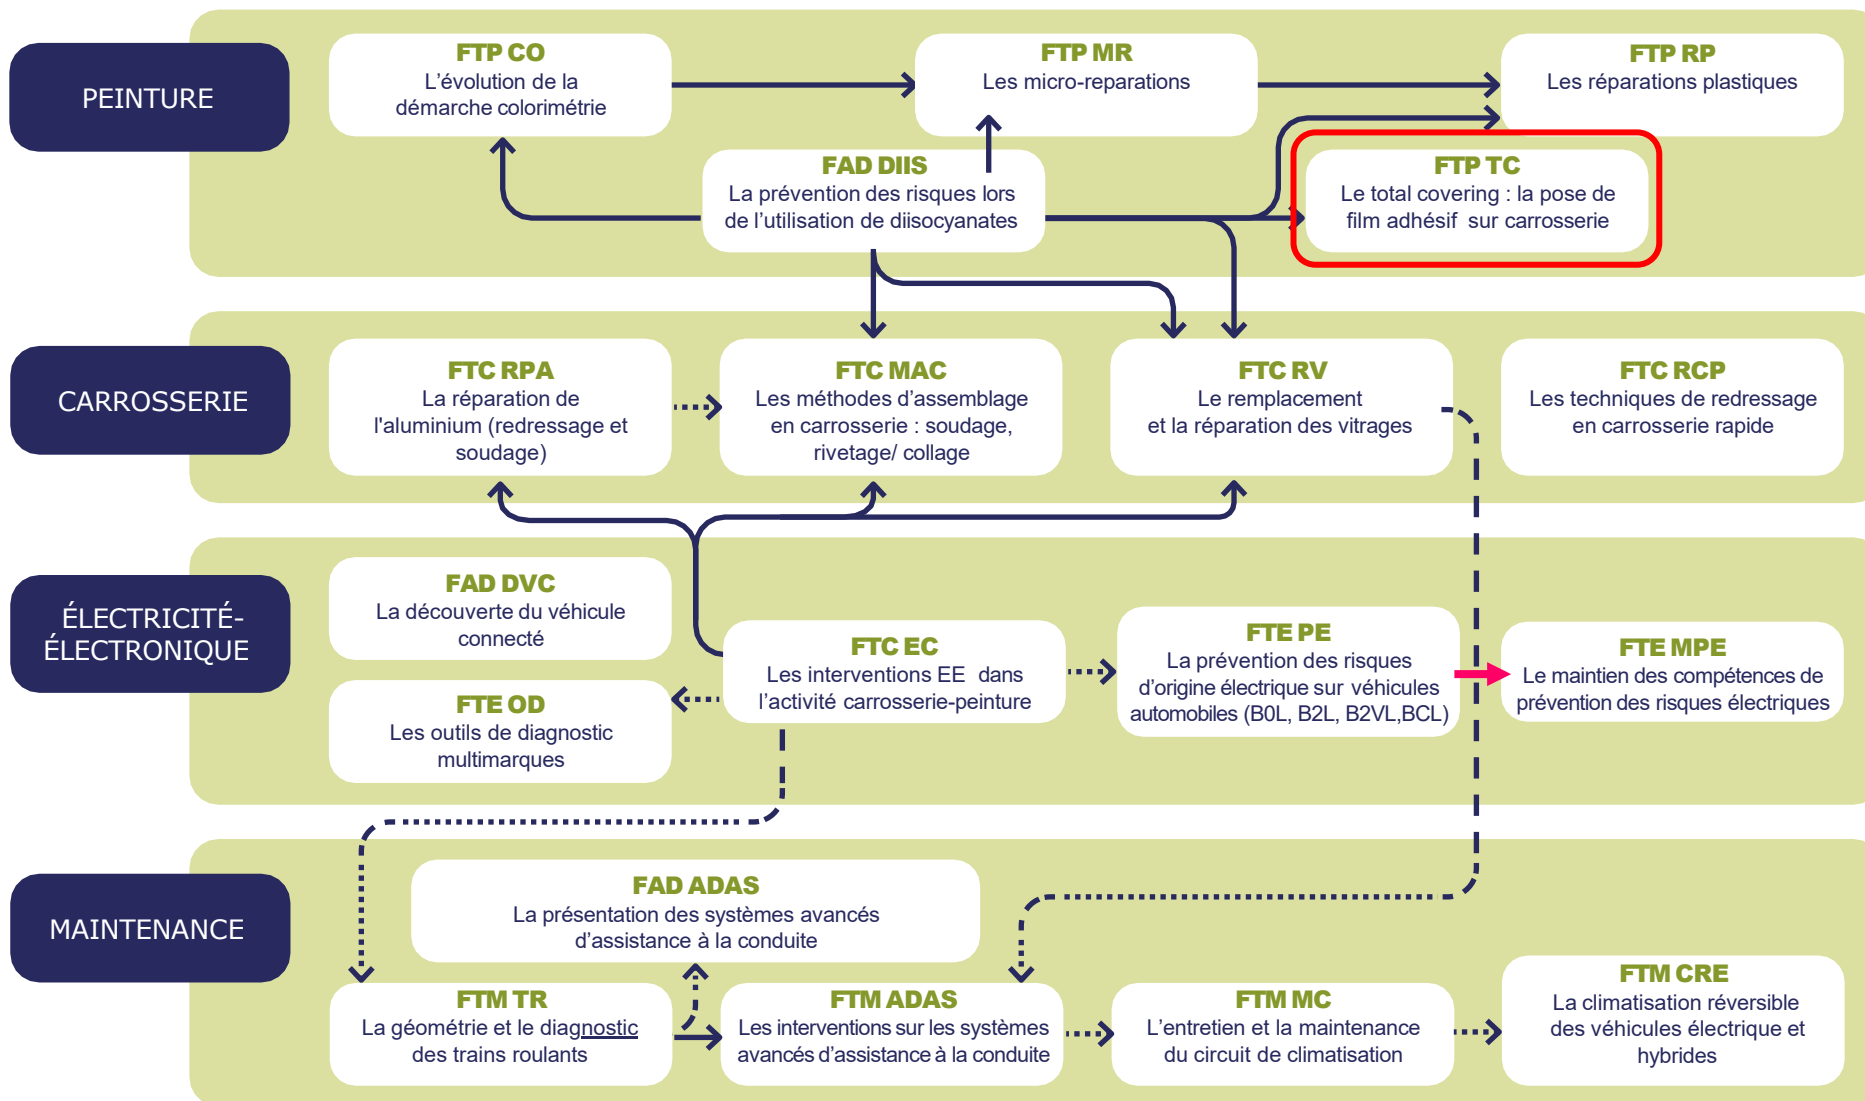 PEINTURE
FTP CO
L'évolution de la
démarche colorimétrie
FTP MR
Les micro-reparations
FTP RP
Les réparations plastiques
FAD DIIS
La prévention des risques lors
de l'utilisation de diisocyanates
FTP TC
Le total covering : la pose de
film adhésif sur carrosserie
CARROSSERIE
FTC RPA
La réparation de
l'aluminium (redressage et
soudage)
FTC MAC
Les méthodes d'assemblage
en carrosserie : soudage,
rivetage/ collage
FTC RV
Le remplacement
et la réparation des vitrages
FTC RCP
Les techniques de redressage
en carrosserie rapide
ÉLECTRICITÉ-
ÉLECTRONIQUE
FAD DVC
La découverte du véhicule
connecté
FTE OD
Les outils de diagnostic
multimarques
FTC EC
Les interventions EE dans
l'activité carrosserie-peinture
FTE PE
La prévention des risques
d'origine électrique sur véhicules
automobiles (B0L, B2L, B2VL,BCL)
FTE MPE
Le maintien des compétences de
prévention des risques électriques
MAINTENANCE
FAD ADAS
La présentation des systèmes avancés
d'assistance à la conduite
FTM TR
La géométrie et le diagnostic
des trains roulants
FTM ADAS
Les interventions sur les systèmes
avancés d'assistance à la conduite
FTM MC
L'entretien et la maintenance
du circuit de climatisation
FTM CRE
La climatisation réversible
des véhicules électrique et
hybrides